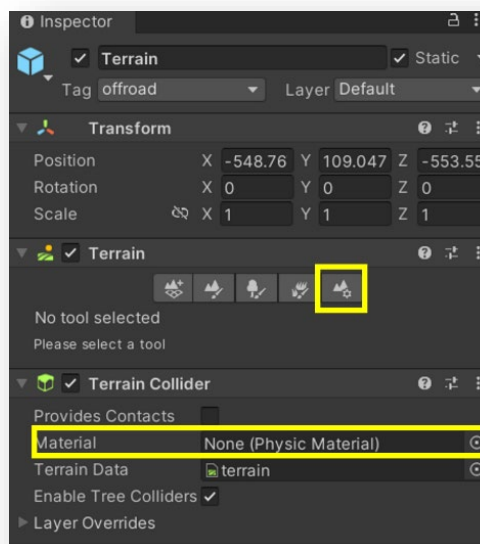 Inspector
Terrain Static
Tag offroad Layer Default
Transform
Position X -548.76 Y 109.047 Z -553.55
Rotation X 0 Y 0 Z 0
Scale X 1 Y 1 Z 1
Terrain
No tool selected
Please select a tool
Terrain Collider
Provides Contacts
Material None (Physic Material)
Terrain Data terrain
Enable Tree Colliders
Layer Overrides